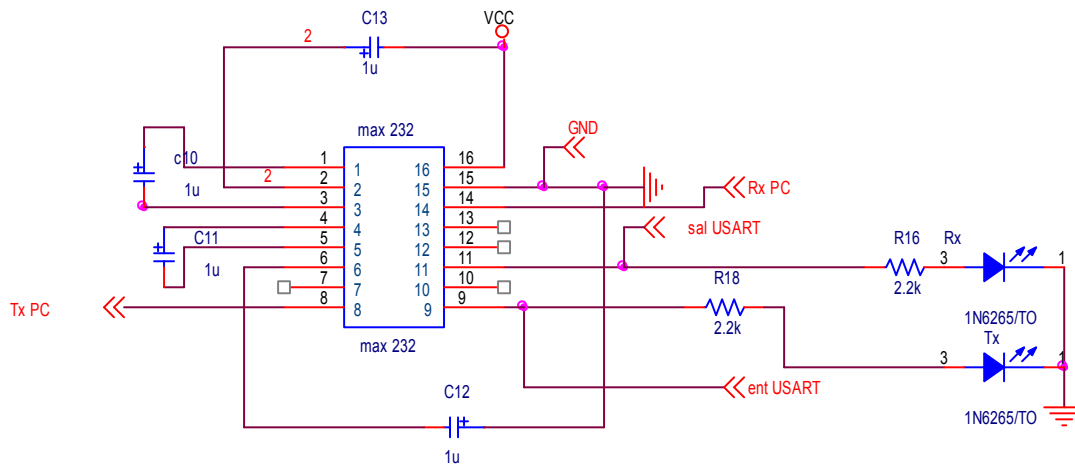 C13
VCC
2
1u
max 232
GND
c10
1u
1 1 16 16
2 2 2 15 15
3 3 14 14
Rx PC
4 4 13 13
sal USART
C11
1u
5 5 12 12
6 6 11 11
R16 Rx
3 1
2.2k
7 7 10 10
R18
Tx PC
8 8 9 9
2.2k
1N6265/TO
max 232
Tx
3 1
C12
ent USART
1N6265/TO
1u